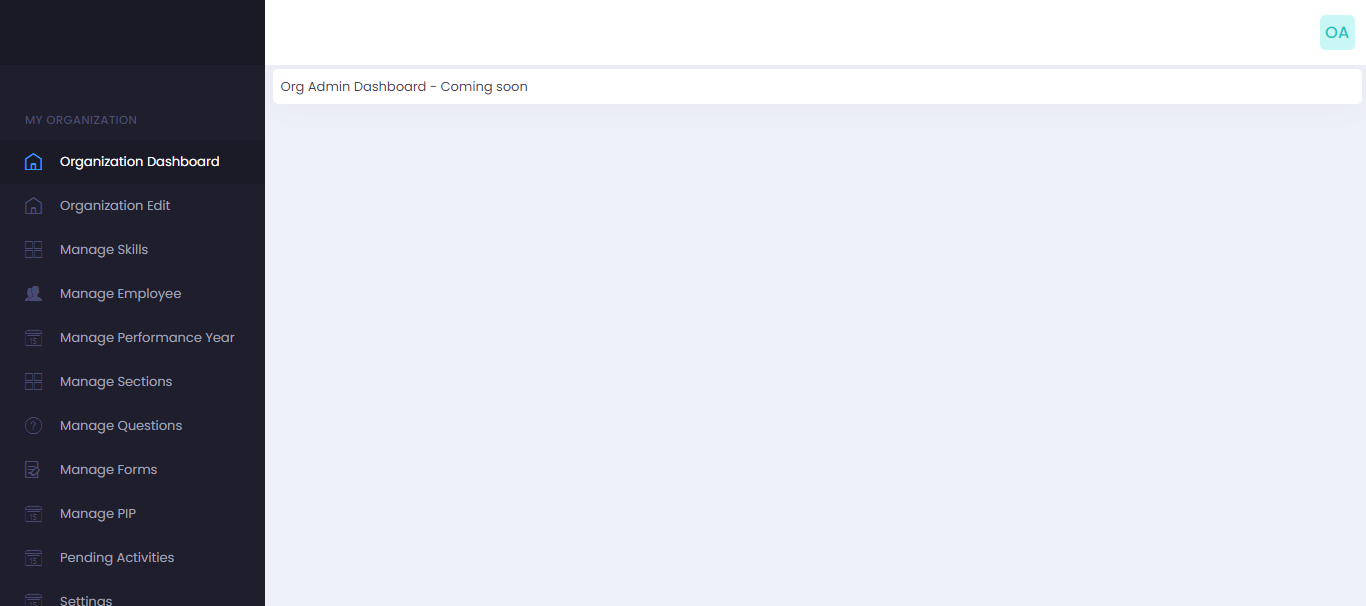 OA
Org Admin Dashboard - Coming soon
MY ORGANIZATION
Organization Dashboard
Organization Edit
Manage Skills
Manage Employee
Manage Performance Year
Manage Sections
Manage Questions
Manage Forms
Manage PIP
Pending Activities
Settings